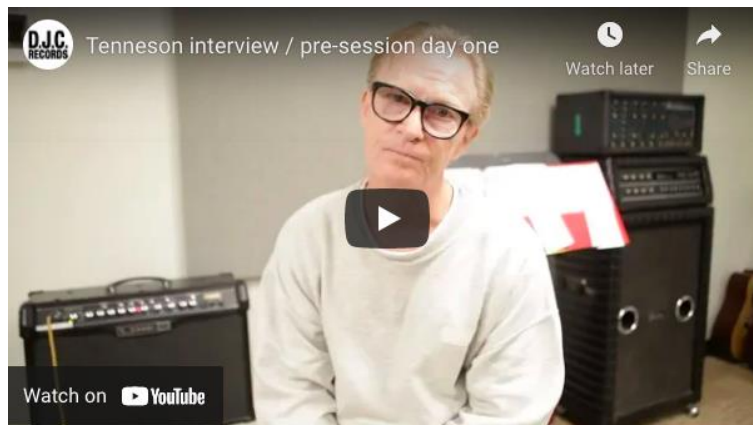 D.J.C.
RECORDS
Tenneson interview / pre-session day one
Watch later
Share
Watch on YouTube